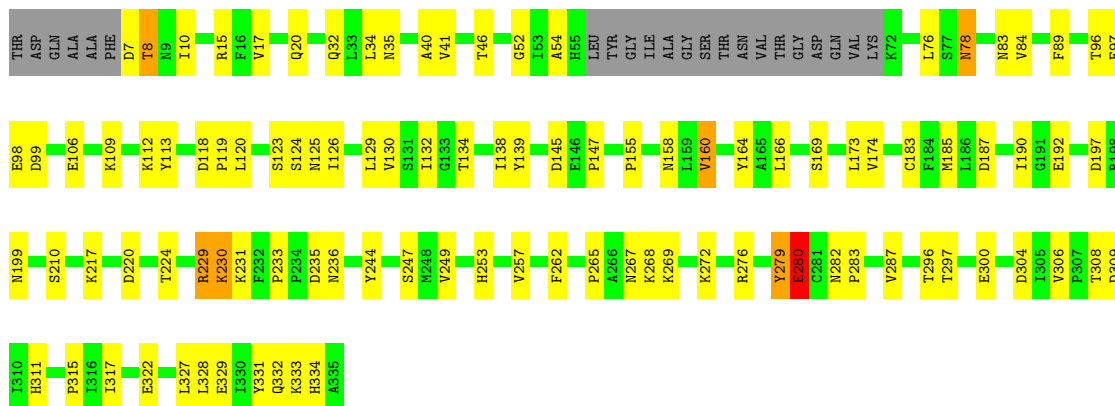 THR ASP GLN ALA ALA PHE D7 T8 N9 I10 R15 F16 V17 Q20 Q32 L33 L34 N35 A40 V41 T46 G52 I53 A54 H55 LEU TYR GLY ILE ALA GLY SER THR ASN VAL THR GLY ASP GLN VAL LYS K72 L76 S77 N78 N83 V84 F89 T96
E98 D99 E106 K109 K112 Y113 D118 P119 L120 S123 S124 N125 I126 L129 V130 S131 I132 G133 T134 I138 Y139 D145 E146 P147 P155 N158 L159 V160 Y164 A165 L166 S169 L173 V174 C183 F184 M185 L186 D187 I190 G191 E192 D197
N199 S210 K217 D220 T224 R229 K230 K231 F232 P233 P234 D235 N236 Y244 S247 M248 V249 H253 V257 F262 P265 A266 N267 K268 K269 K272 R276 Y279 E280 C281 N282 P283 V287 T296 T297 E300 D304 I305 V306 P307 T308
I310 H311 P315 I316 I317 E322 L327 L328 E329 I330 Y331 Q332 K333 H334 A335